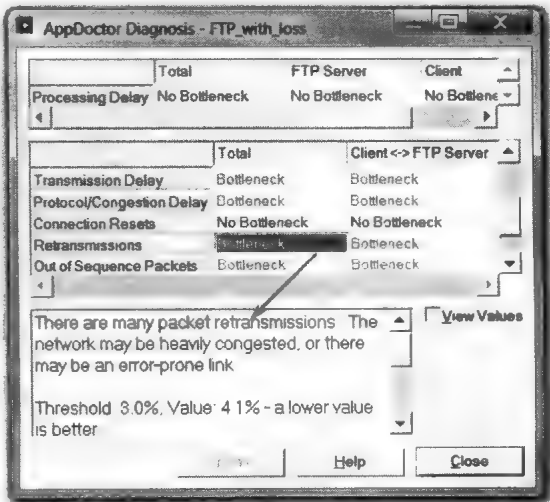 AppDoctor Diagnosis - FTP_with_loss
Total FTP Server Client
Processing Delay No Bottleneck No Bottleneck No Bottlene
Total Client <-> FTP Server
Transmission Delay Bottleneck Bottleneck
Protocol/Congestion Delay Bottleneck Bottleneck
Connection Resets No Bottleneck No Bottleneck
Retransmissions Bottleneck Bottleneck
Out of Sequence Packets Bottleneck Bottleneck
There are many packet retransmissions The
network may be heavily congested, or there
may be an error-prone link
View Values
Threshold 3.0%, Value: 4 1% - a lower value
is better
Help Close